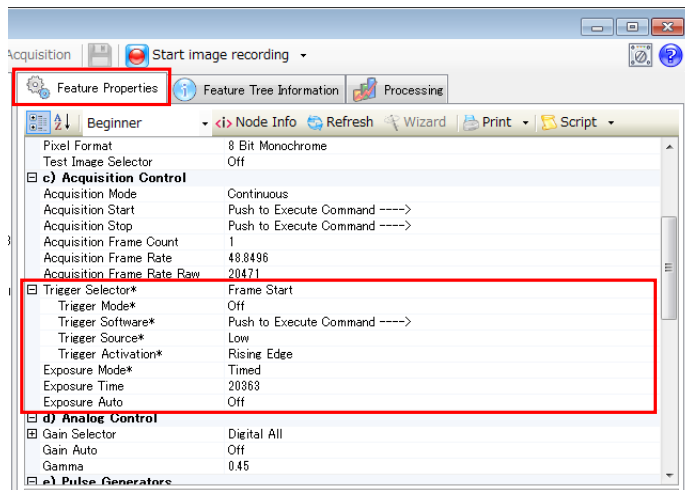 Acquisition Start image recording
Feature Properties Feature Tree Information Processing
Beginner <i> Node Info Refresh Wizard Print Script
Pixel Format 8 Bit Monochrome
Test Image Selector Off
c) Acquisition Control
Acquisition Mode Continuous
Acquisition Start Push to Execute Command ---->
Acquisition Stop Push to Execute Command ---->
Acquisition Frame Count 1
Acquisition Frame Rate 48.8496
Acquisition Frame Rate Raw 20471
Trigger Selector* Frame Start
Trigger Mode* Off
Trigger Software* Push to Execute Command ---->
Trigger Source* Low
Trigger Activation* Rising Edge
Exposure Mode* Timed
Exposure Time 20363
Exposure Auto Off
d) Analog Control
Gain Selector Digital All
Gain Auto Off
Gamma 0.45
e) Pulse Generators